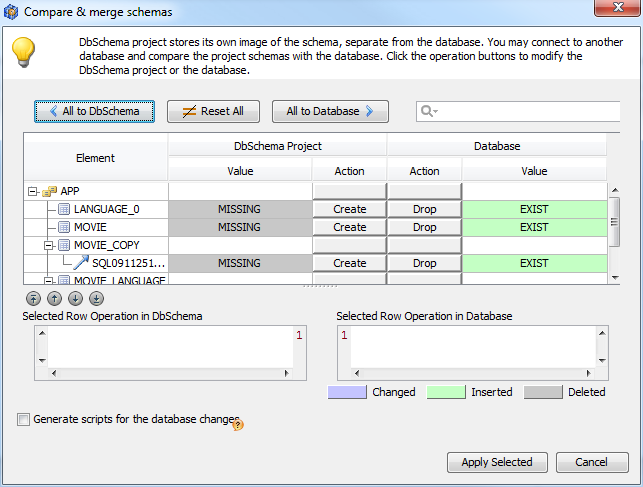 Compare & merge schemas
DbSchema project stores its own image of the schema, separate from the database. You may connect to another
database and compare the project schemas with the database. Click the operation buttons to modify the
DbSchema project or the database.
All to DbSchema Reset All All to Database
Element DbSchema Project Database
Value Action Action Value
APP
LANGUAGE_0 MISSING Create Drop EXIST
MOVIE MISSING Create Drop EXIST
MOVIE_COPY
SQL0911251... MISSING Create Drop EXIST
MOVIE_LANGUAGE
Selected Row Operation in DbSchema Selected Row Operation in Database
1 1
Changed Inserted Deleted
Generate scripts for the database changes ?
Apply Selected Cancel